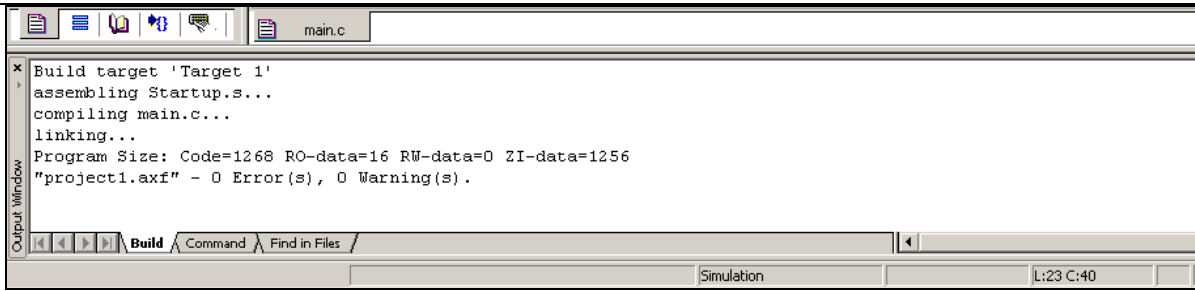 main.c
Build target 'Target 1'
assembling Startup.s...
compiling main.c...
linking...
Program Size: Code=1268 RO-data=16 RW-data=0 ZI-data=1256
"project1.axf" - 0 Error(s), 0 Warning(s).
Output Window
Build Command Find in Files
Simulation L:23 C:40